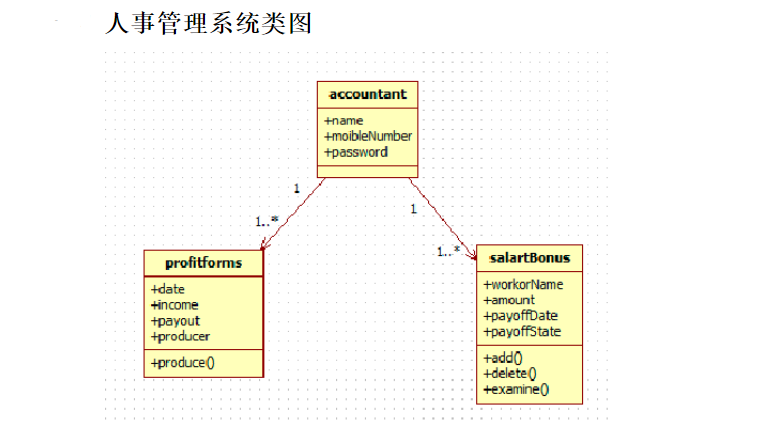 人事管理系统类图
accountant
+name
+moibleNumber
+password
1
1..*
1
1..*
profitforms
+date
+income
+payout
+producer
+produce()
salartBonus
+workorName
+amount
+payoffDate
+payoffState
+add()
+delete()
+examine()